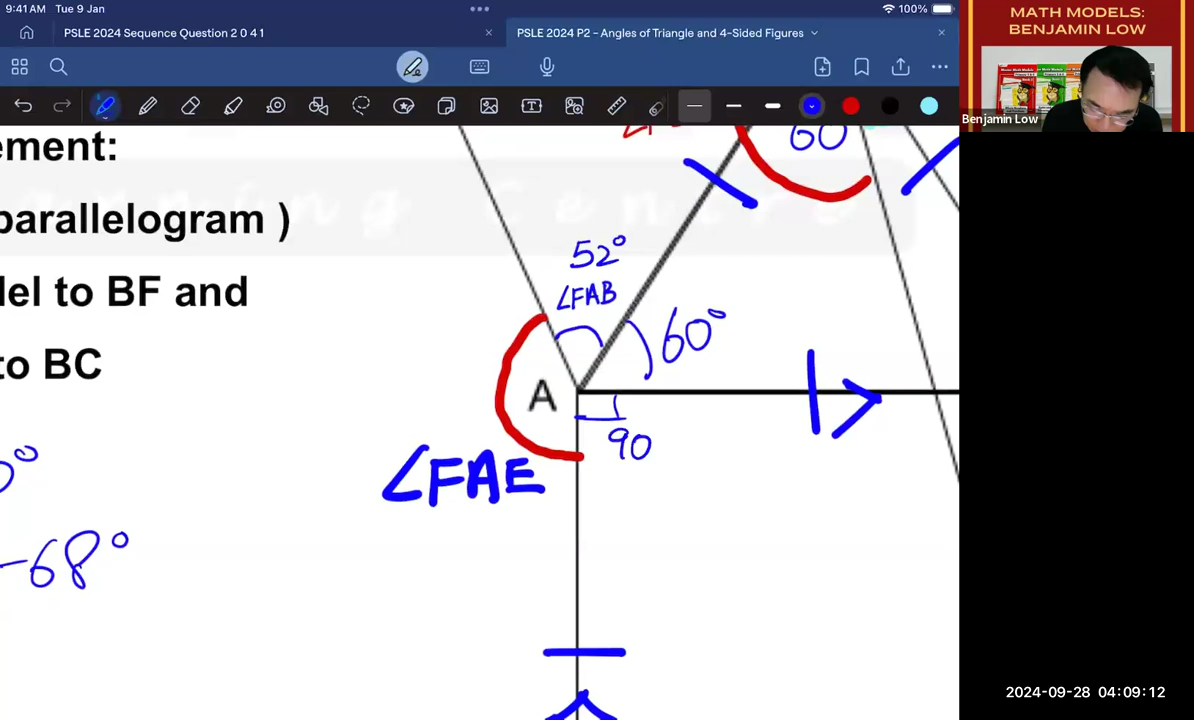 9:41 AM Tue 9 Jan
100%
PSLE 2024 Sequence Question 2 0 4 1
PSLE 2024 P2 – Angles of Triangle and 4-Sided Figures
MATH MODELS:
BENJAMIN LOW
Benjamin Low
ement:
parallelogram )
lel to BF and
to BC
60
52°
∠FAB
60°
A
90
∠FAE
0°
-68°
2024-09-28 04:09:12